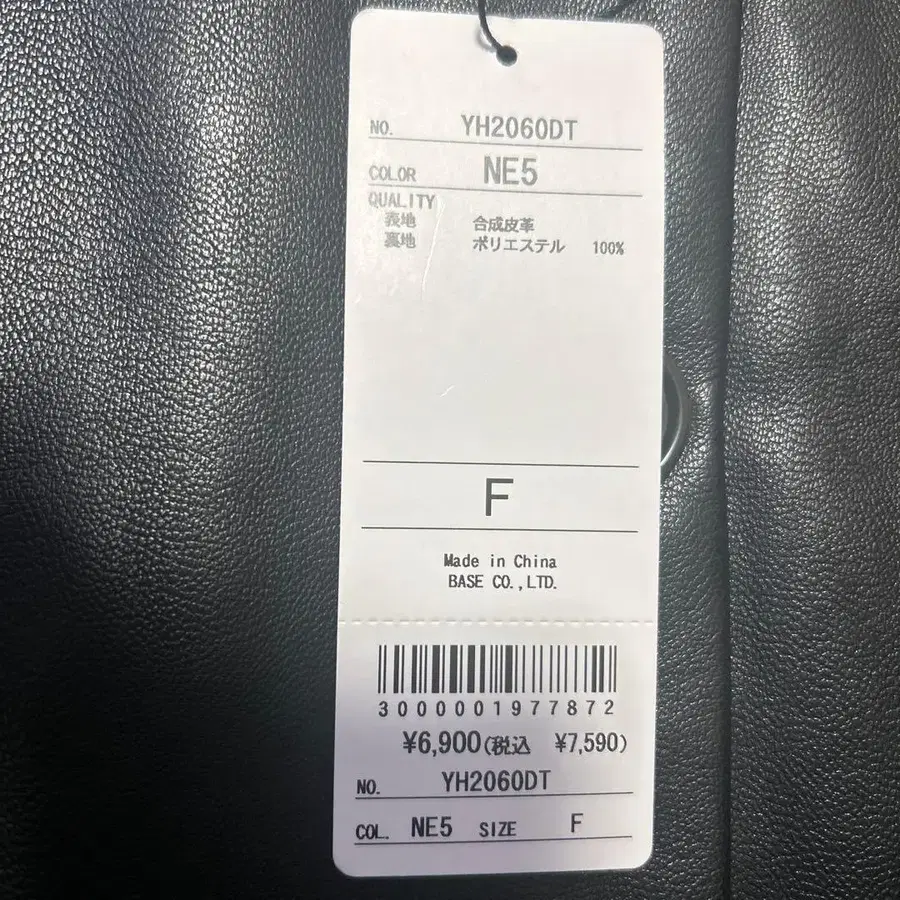 NO. YH2060DT
COLOR NE5
QUALITY
表地 合成皮革
裏地 ポリエステル 100%
F
Made in China
BASE CO.,LTD.
3000001977872
¥6,900(税込 ¥7,590)
NO. YH2060DT
COL. NE5 SIZE F